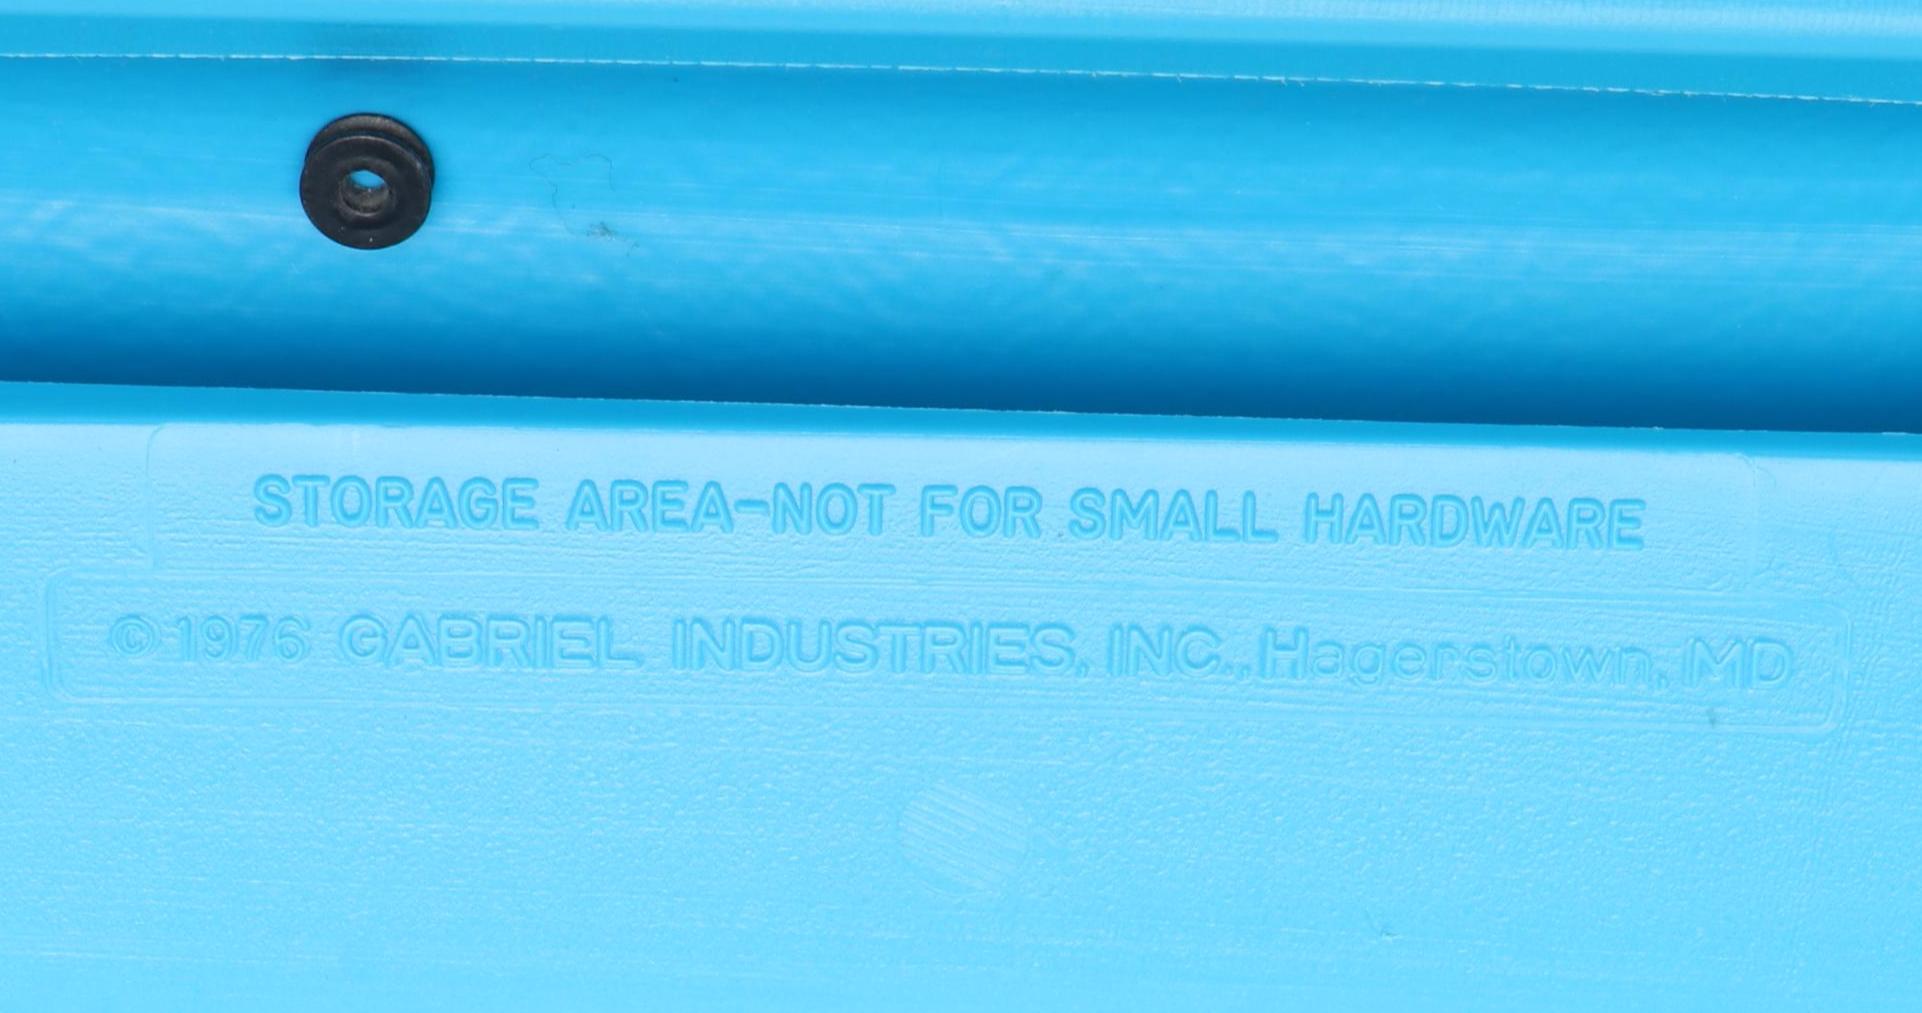 STORAGE AREA-NOT FOR SMALL HARDWARE
©1976 GABRIEL INDUSTRIES, INC., Hagerstown, MD